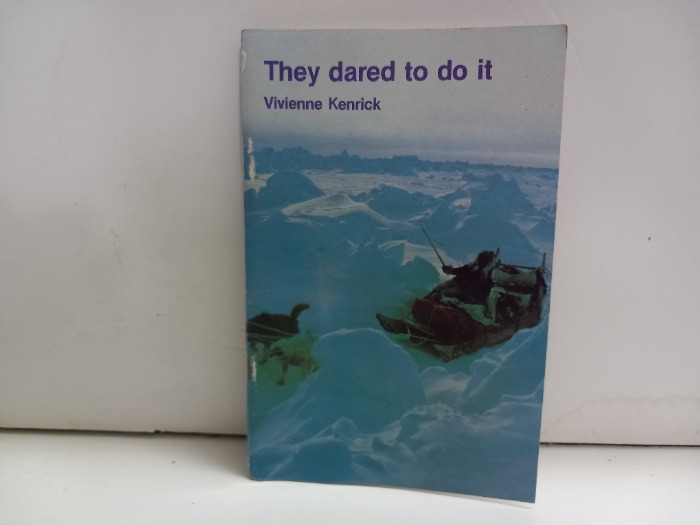 They dared to do it
Vivienne Kenrick